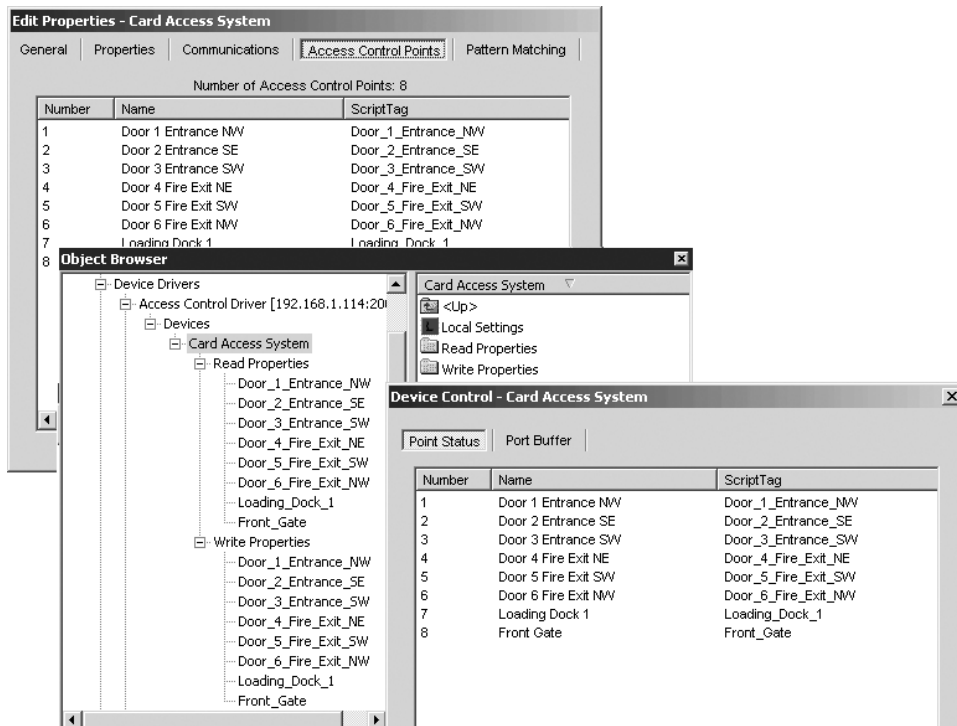 Edit Properties - Card Access System
General Properties Communications Access Control Points Pattern Matching
Number of Access Control Points: 8
Number Name ScriptTag
1 Door 1 Entrance NW Door_1_Entrance_NW
2 Door 2 Entrance SE Door_2_Entrance_SE
3 Door 3 Entrance SW Door_3_Entrance_SW
4 Door 4 Fire Exit NE Door_4_Fire_Exit_NE
5 Door 5 Fire Exit SW Door_5_Fire_Exit_SW
6 Door 6 Fire Exit NW Door_6_Fire_Exit_NW
7 Loading Dock 1 Loading_Dock_1
8
Object Browser
Device Drivers
Access Control Driver [192.168.1.114:20
Devices
Card Access System
Read Properties
Door_1_Entrance_NW
Door_2_Entrance_SE
Door_3_Entrance_SW
Door_4_Fire_Exit_NE
Door_5_Fire_Exit_SW
Door_6_Fire_Exit_NW
Loading_Dock_1
Front_Gate
Write Properties
Door_1_Entrance_NW
Door_2_Entrance_SE
Door_3_Entrance_SW
Door_4_Fire_Exit_NE
Door_5_Fire_Exit_SW
Door_6_Fire_Exit_NW
Loading_Dock_1
Front_Gate
Card Access System
<Up>
L Local Settings
Read Properties
Write Properties
Device Control - Card Access System
Point Status Port Buffer
Number Name ScriptTag
1 Door 1 Entrance NW Door_1_Entrance_NW
2 Door 2 Entrance SE Door_2_Entrance_SE
3 Door 3 Entrance SW Door_3_Entrance_SW
4 Door 4 Fire Exit NE Door_4_Fire_Exit_NE
5 Door 5 Fire Exit SW Door_5_Fire_Exit_SW
6 Door 6 Fire Exit NW Door_6_Fire_Exit_NW
7 Loading Dock 1 Loading_Dock_1
8 Front Gate Front_Gate